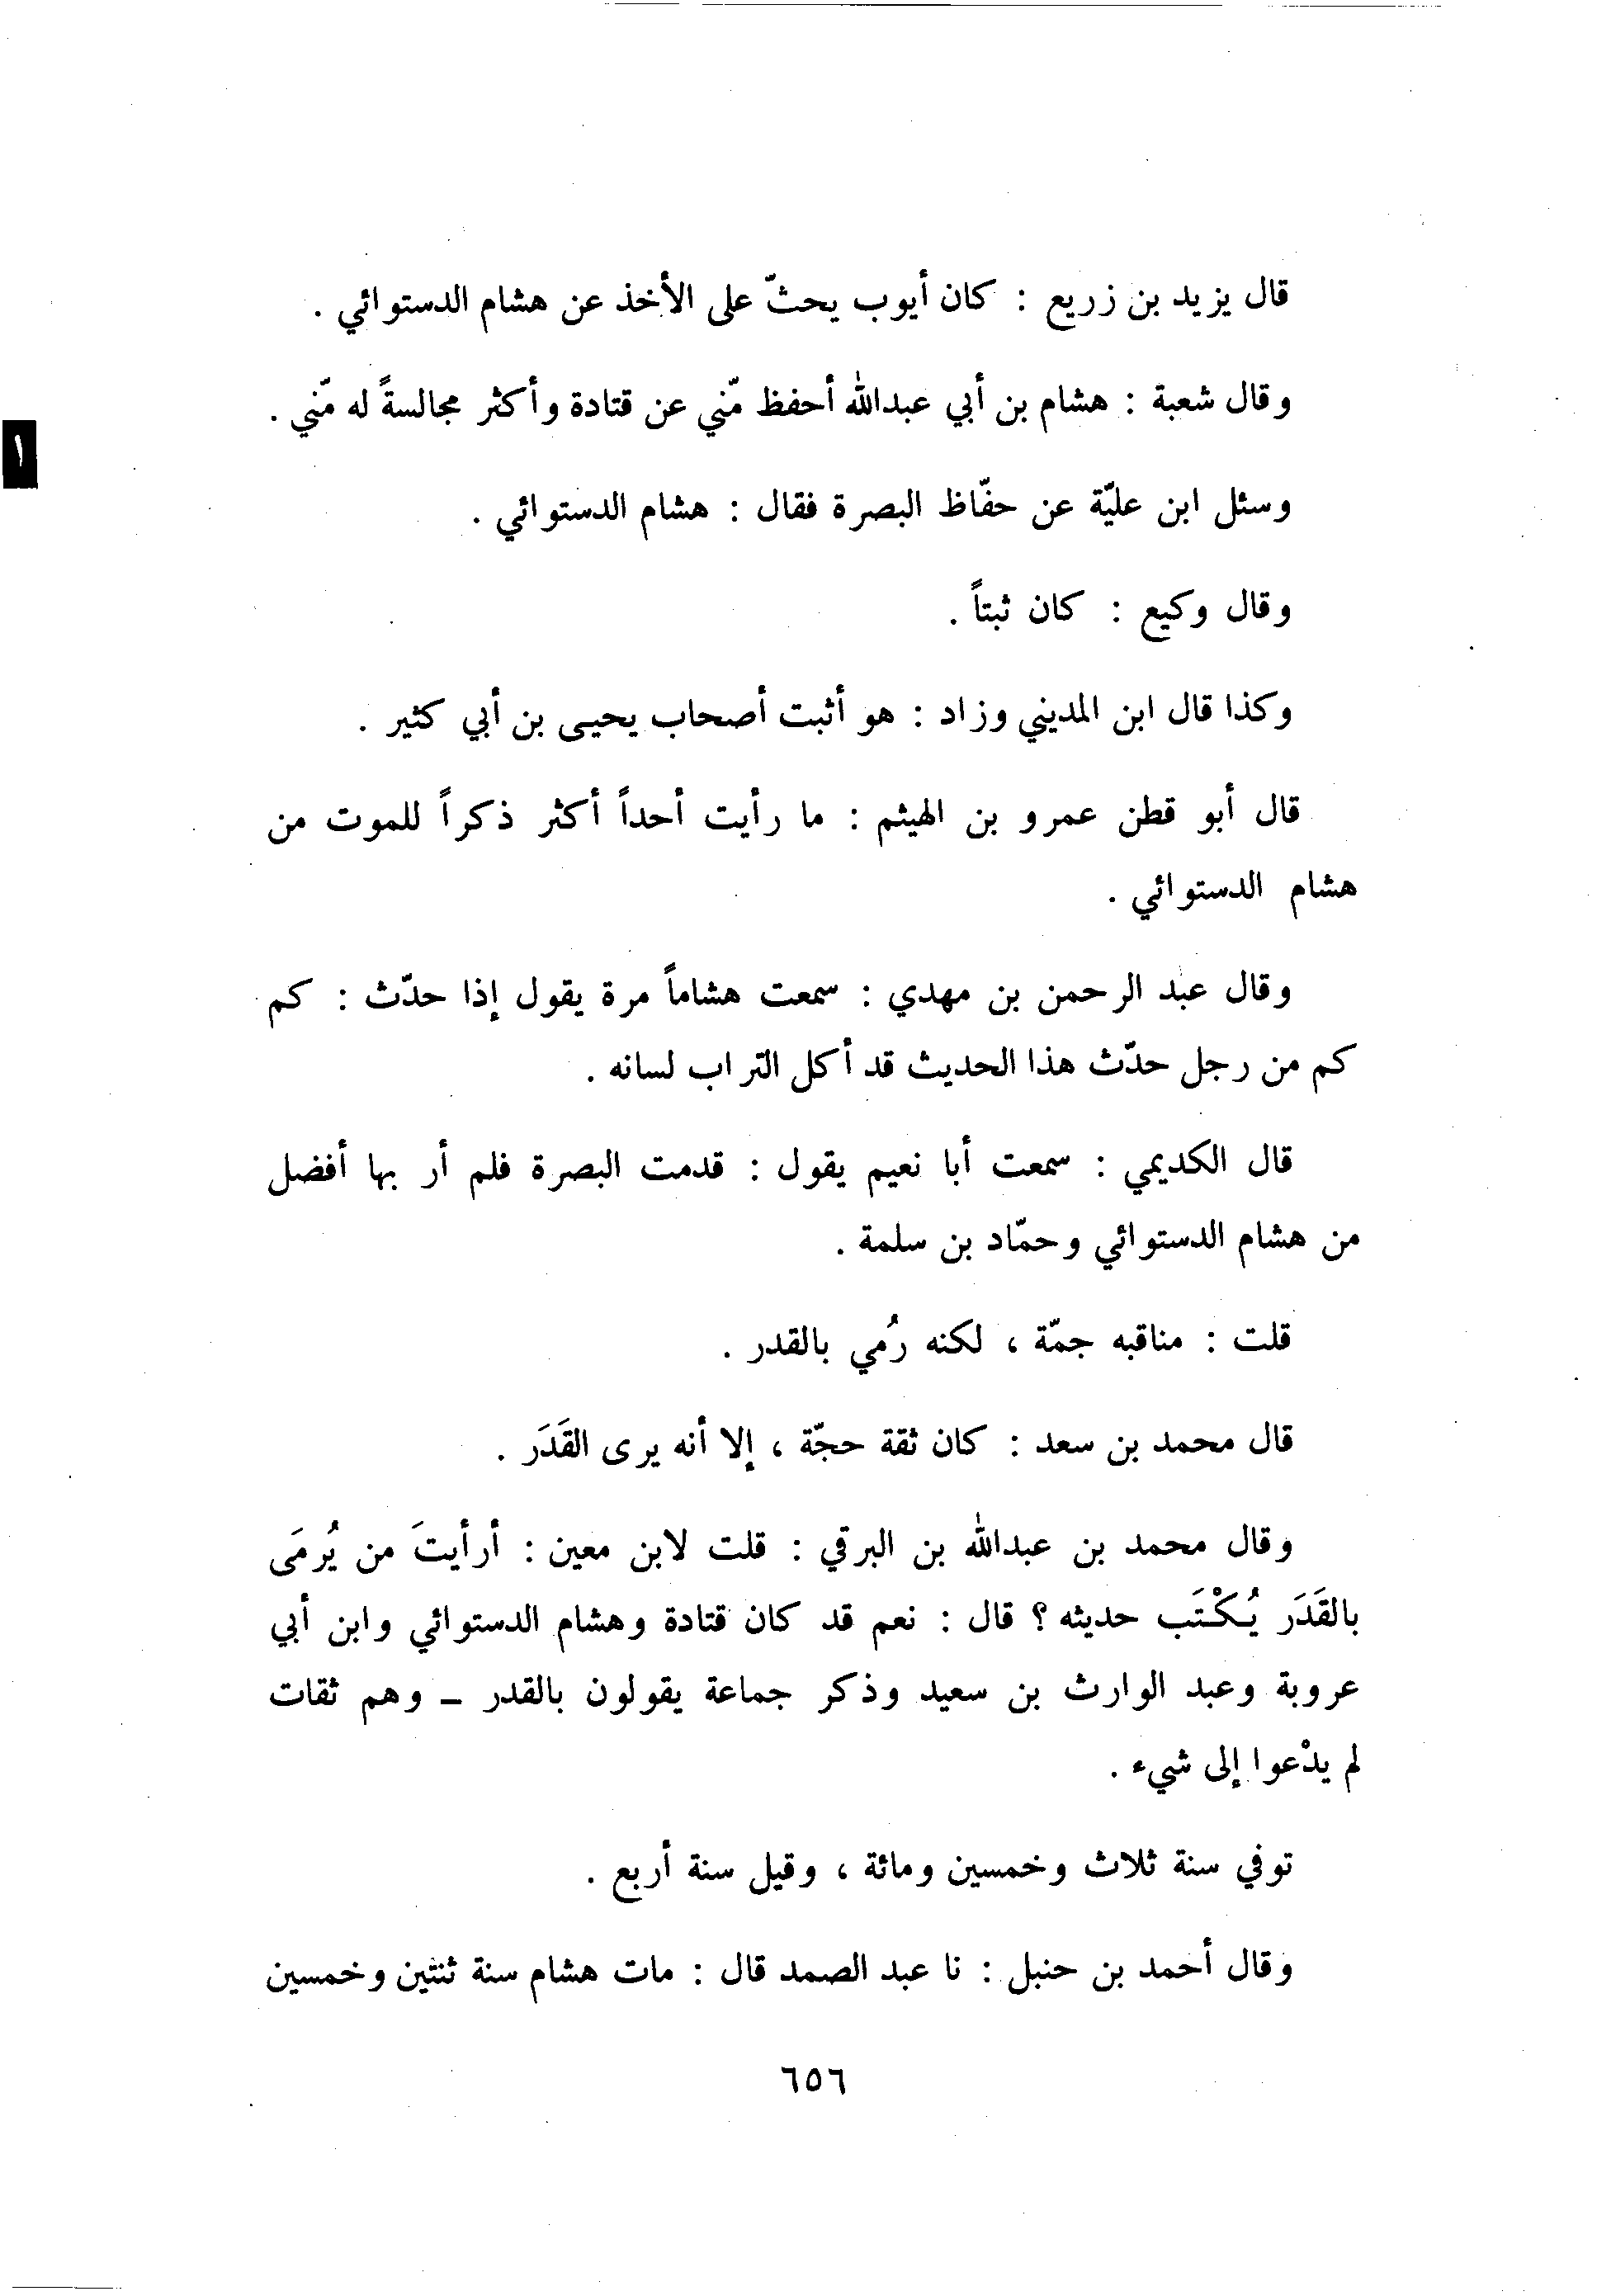 قال يزيد بن زريع : كان أيوب يحثّ على الأخذ عن هشام الدستوائي .
وقال شعبة : هشام بن أبي عبدالله أحفظ مّني عن قتادة وأكثر مجالسةً له مّني .
وسئل ابن عليّة عن حفّاظ البصرة فقال : هشام الدستوائي .
وقال وكيع : كان ثبتاً .
وكذا قال ابن المديني وزاد : هو أثبت أصحاب يحيى بن أبي كثير .
قال أبو قطن عمرو بن الهيثم : ما رأيت أحداً أكثر ذكراً للموت من
هشام الدستوائي .
وقال عبد الرحمن بن مهدي : سمعت هشاماً مرة يقول إذا حدّث : كم
كم من رجل حدّث هذا الحديث قد أكل التراب لسانه .
قال الكديمي : سمعت أبا نعيم يقول : قدمت البصرة فلم أر بها أفضل
من هشام الدستوائي وحمّاد بن سلمة .
قلت : مناقبه جمّة ، لكنه رُمي بالقدر .
قال محمد بن سعد : كان ثقة حجّة ، إلا أنه يرى القَدَر .
وقال محمد بن عبدالله بن البرقي : قلت لابن معين : أرأيتَ من يُرمَى
بالقَدَر يُكْتَب حديثه ؟ قال : نعم قد كان قتادة وهشام الدستوائي وابن أبي
عروبة وعبد الوارث بن سعيد وذكر جماعة يقولون بالقدر ـ وهم ثقات
لم يدْعوا إلى شيء .
توفي سنة ثلاث وخمسين ومائة ، وقيل سنة أربع .
وقال أحمد بن حنبل : نا عبد الصمد قال : مات هشام سنة ثنتين وخمسين
٦٥٦
١